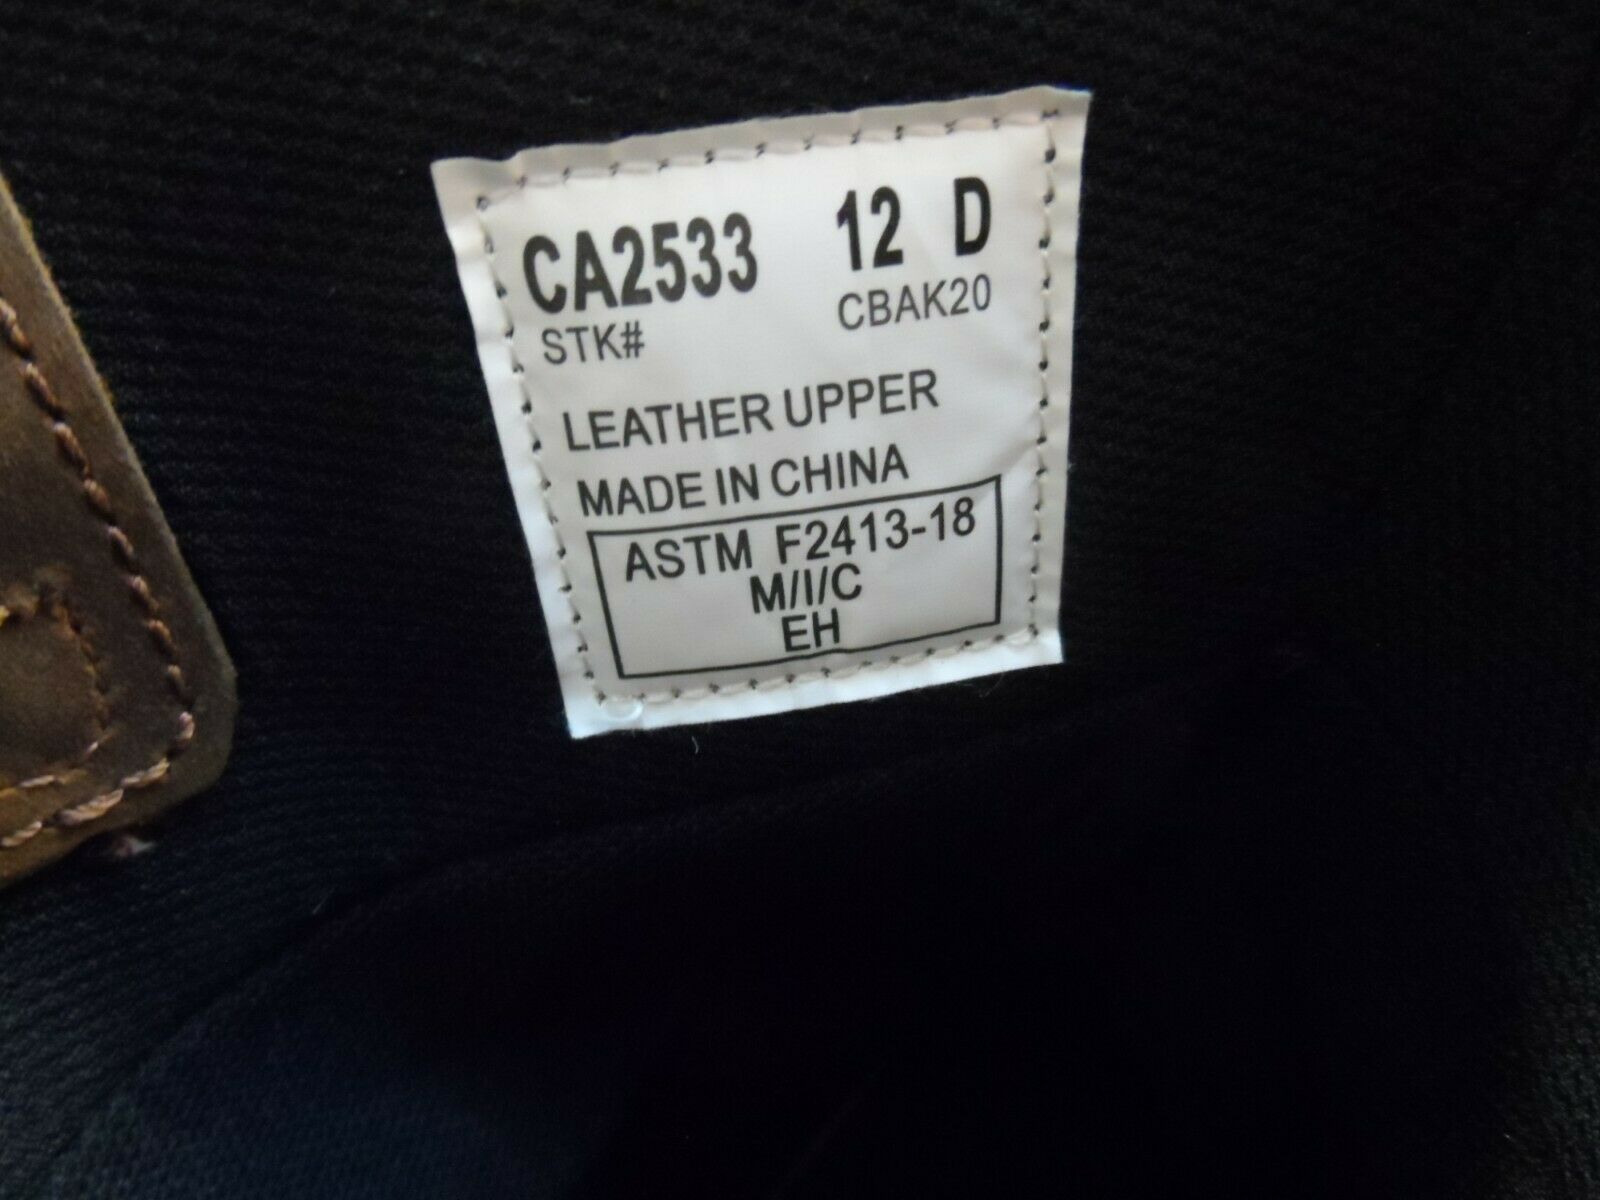 CA2533 12 D
STK# CBAK20
LEATHER UPPER
MADE IN CHINA
ASTM F2413-18
M/I/C
EH